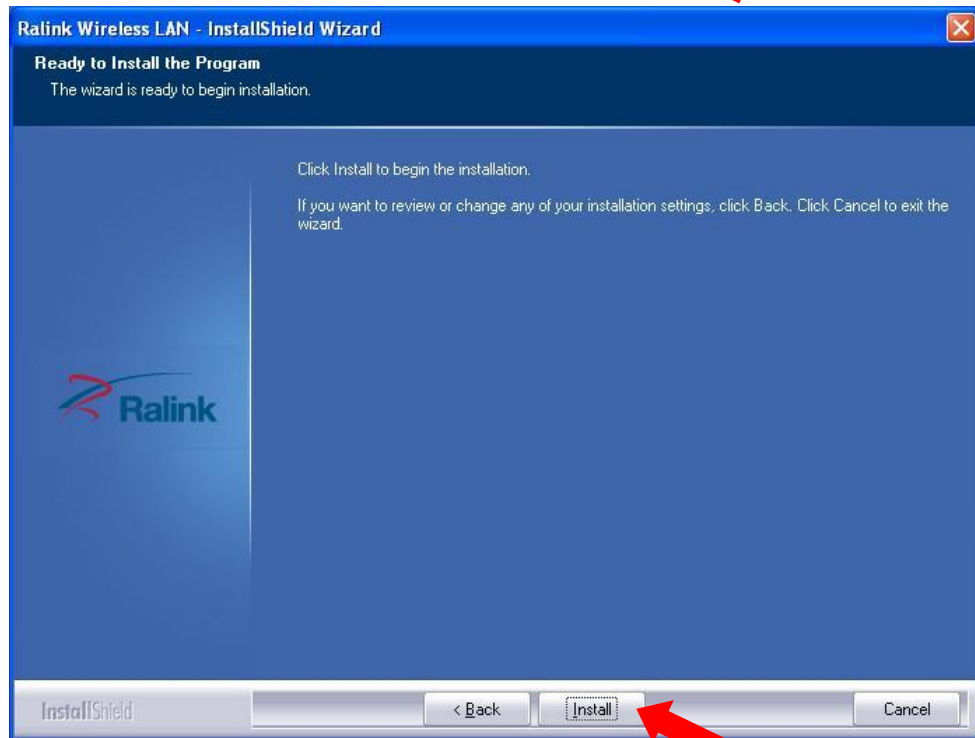 Ralink Wireless LAN - InstallShield Wizard
Ready to Install the Program
The wizard is ready to begin installation.
Click Install to begin the installation.
If you want to review or change any of your installation settings, click Back. Click Cancel to exit the
wizard.
Ralink
InstallShield
< Back
Install
Cancel